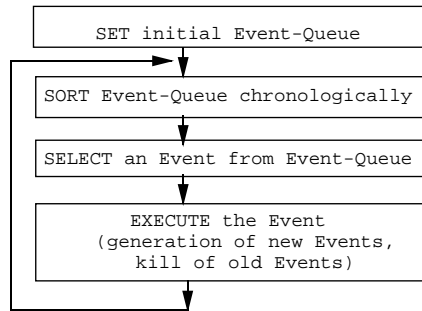 SET initial Event-Queue
SORT Event-Queue chronologically
SELECT an Event from Event-Queue
EXECUTE the Event
(generation of new Events,
kill of old Events)